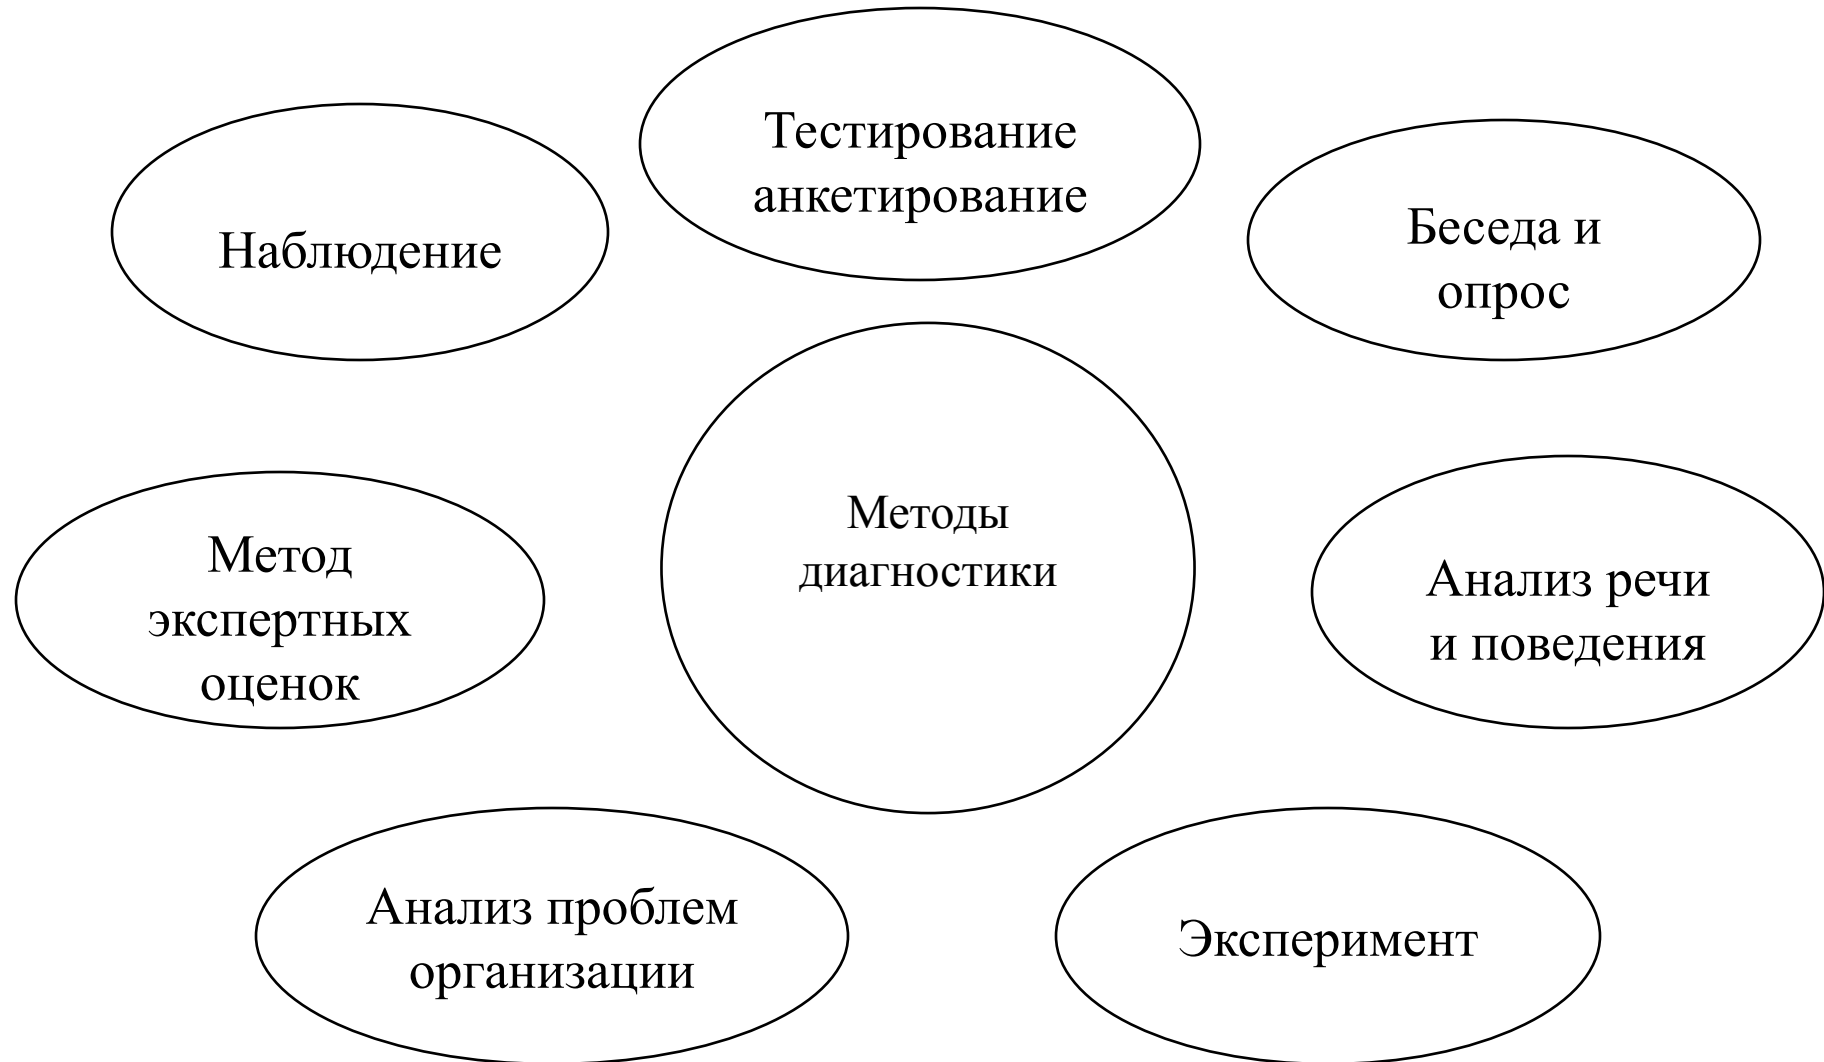 Тестирование
анкетирование
Наблюдение
Беседа и
опрос
Методы
диагностики
Метод
экспертных
оценок
Анализ речи
и поведения
Анализ проблем
организации
Эксперимент